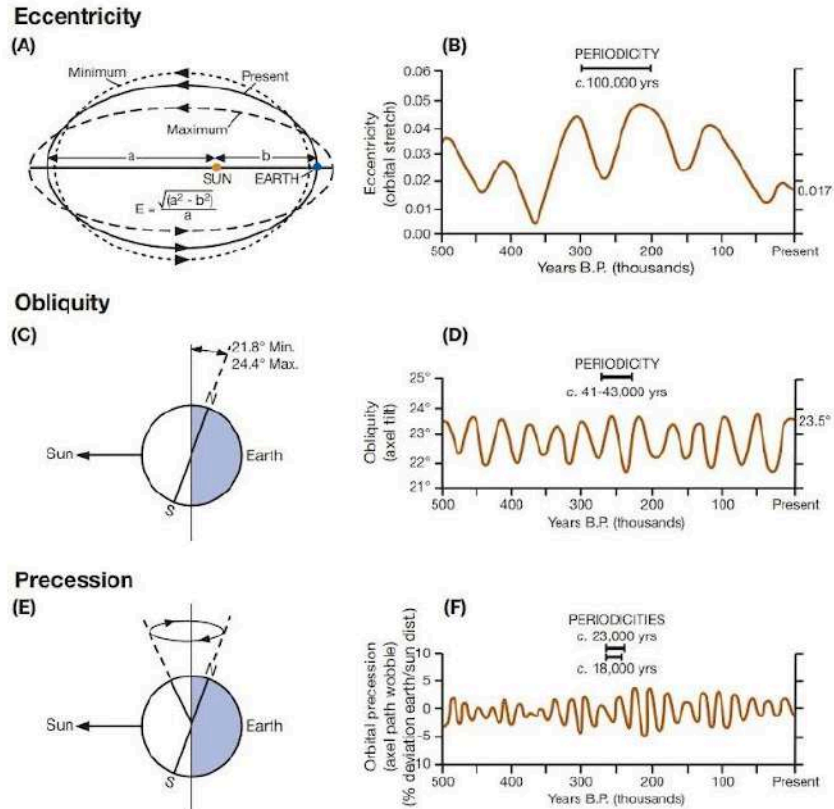 Eccentricity
(A)
Minimum
Present
Maximum
a
b
SUN
EARTH
E = √(a² - b²)
a
(B)
PERIODICITY
c.100,000 yrs
0.06
0.05
0.04
0.03
0.02
0.01
0.00
Eccentricity
(orbital stretch)
0.017
500
400
300
200
100
Present
Years B.P. (thousands)
Obliquity
(C)
21.8° Min.
24.4° Max.
N
Sun
Earth
S
(D)
PERIODICITY
c. 41-43,000 yrs
25°
24°
23°
22°
21°
Obliquity
(axel tilt)
23.5°
500
400
300
200
100
Present
Years B.P. (thousands)
Precession
(E)
N
Sun
Earth
S
(F)
PERIODICITIES
c. 23,000 yrs
c. 18,000 yrs
10
5
0
-5
10
Orbital precession
(axel path wobble)
(% deviation earth/sun dist.)
500
400
300
200
100
Present
Years B.P. (thousands)